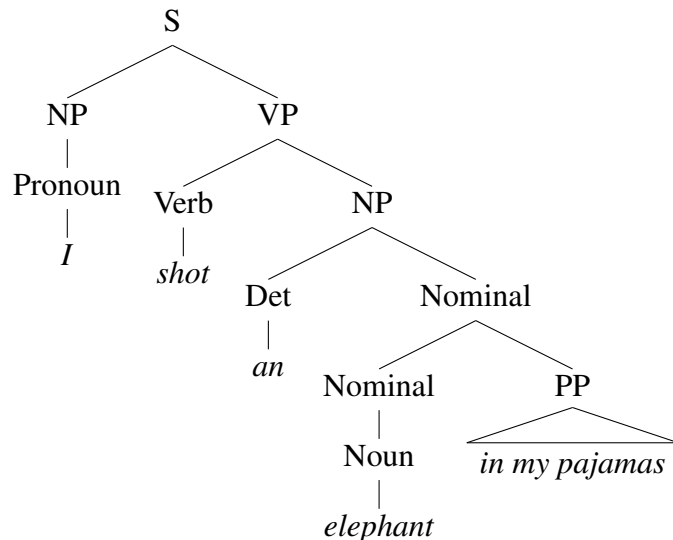 S
NP VP
Pronoun Verb NP
I shot Det Nominal
an Nominal PP
Noun in my pajamas
elephant